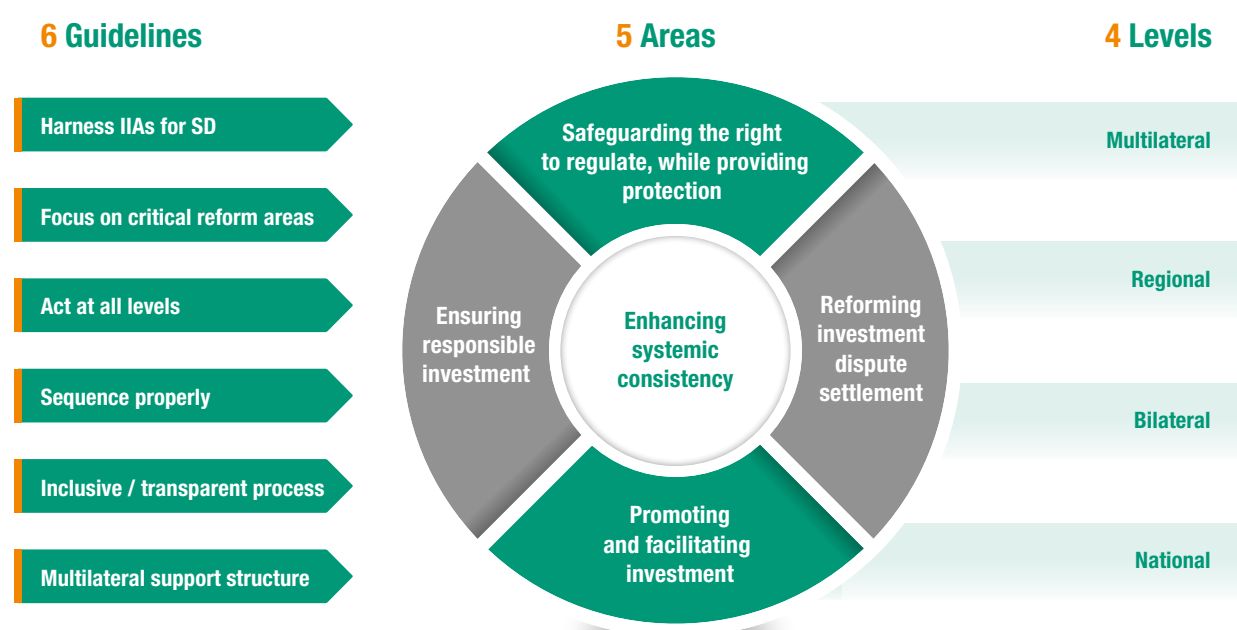 6 Guidelines
Harness IIAs for SD
Focus on critical reform areas
Act at all levels
Sequence properly
Inclusive / transparent process
Multilateral support structure
5 Areas
Safeguarding the right
to regulate, while providing
protection
Ensuring
responsible
investment
Enhancing
systemic
consistency
Reforming
investment
dispute
settlement
Promoting
and facilitating
investment
4 Levels
Multilateral
Regional
Bilateral
National